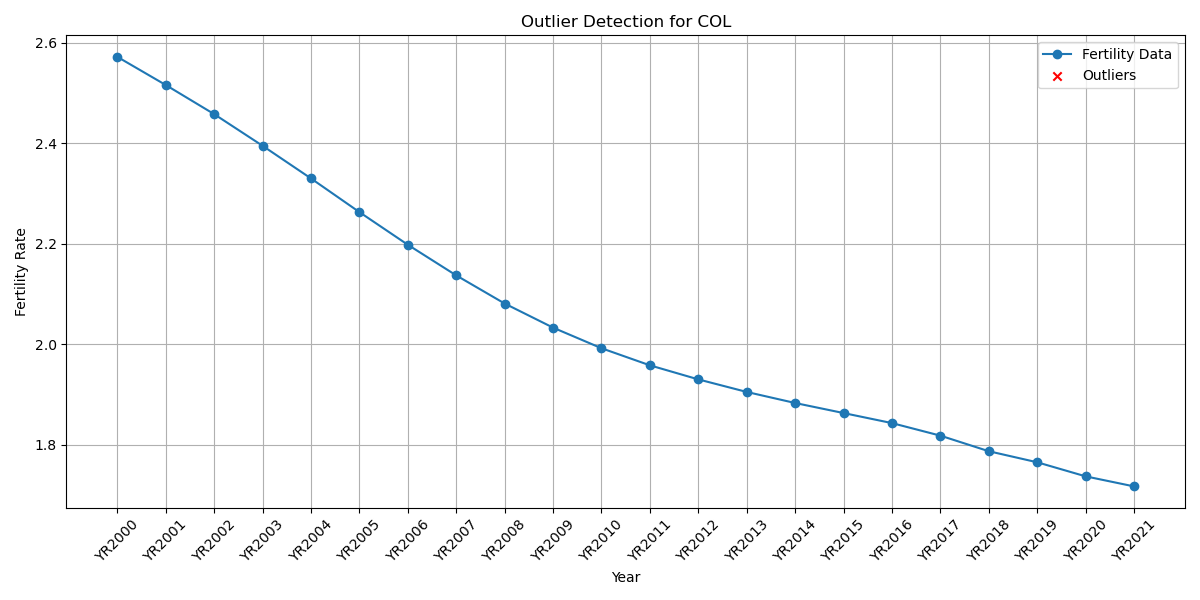 Outlier Detection for COL
Fertility Data
Outliers
Fertility Rate
2.6
2.4
2.2
2.0
1.8
YR2000
YR2001
YR2002
YR2003
YR2004
YR2005
YR2006
YR2007
YR2008
YR2009
YR2010
YR2011
YR2012
YR2013
YR2014
YR2015
YR2016
YR2017
YR2018
YR2019
YR2020
YR2021
Year